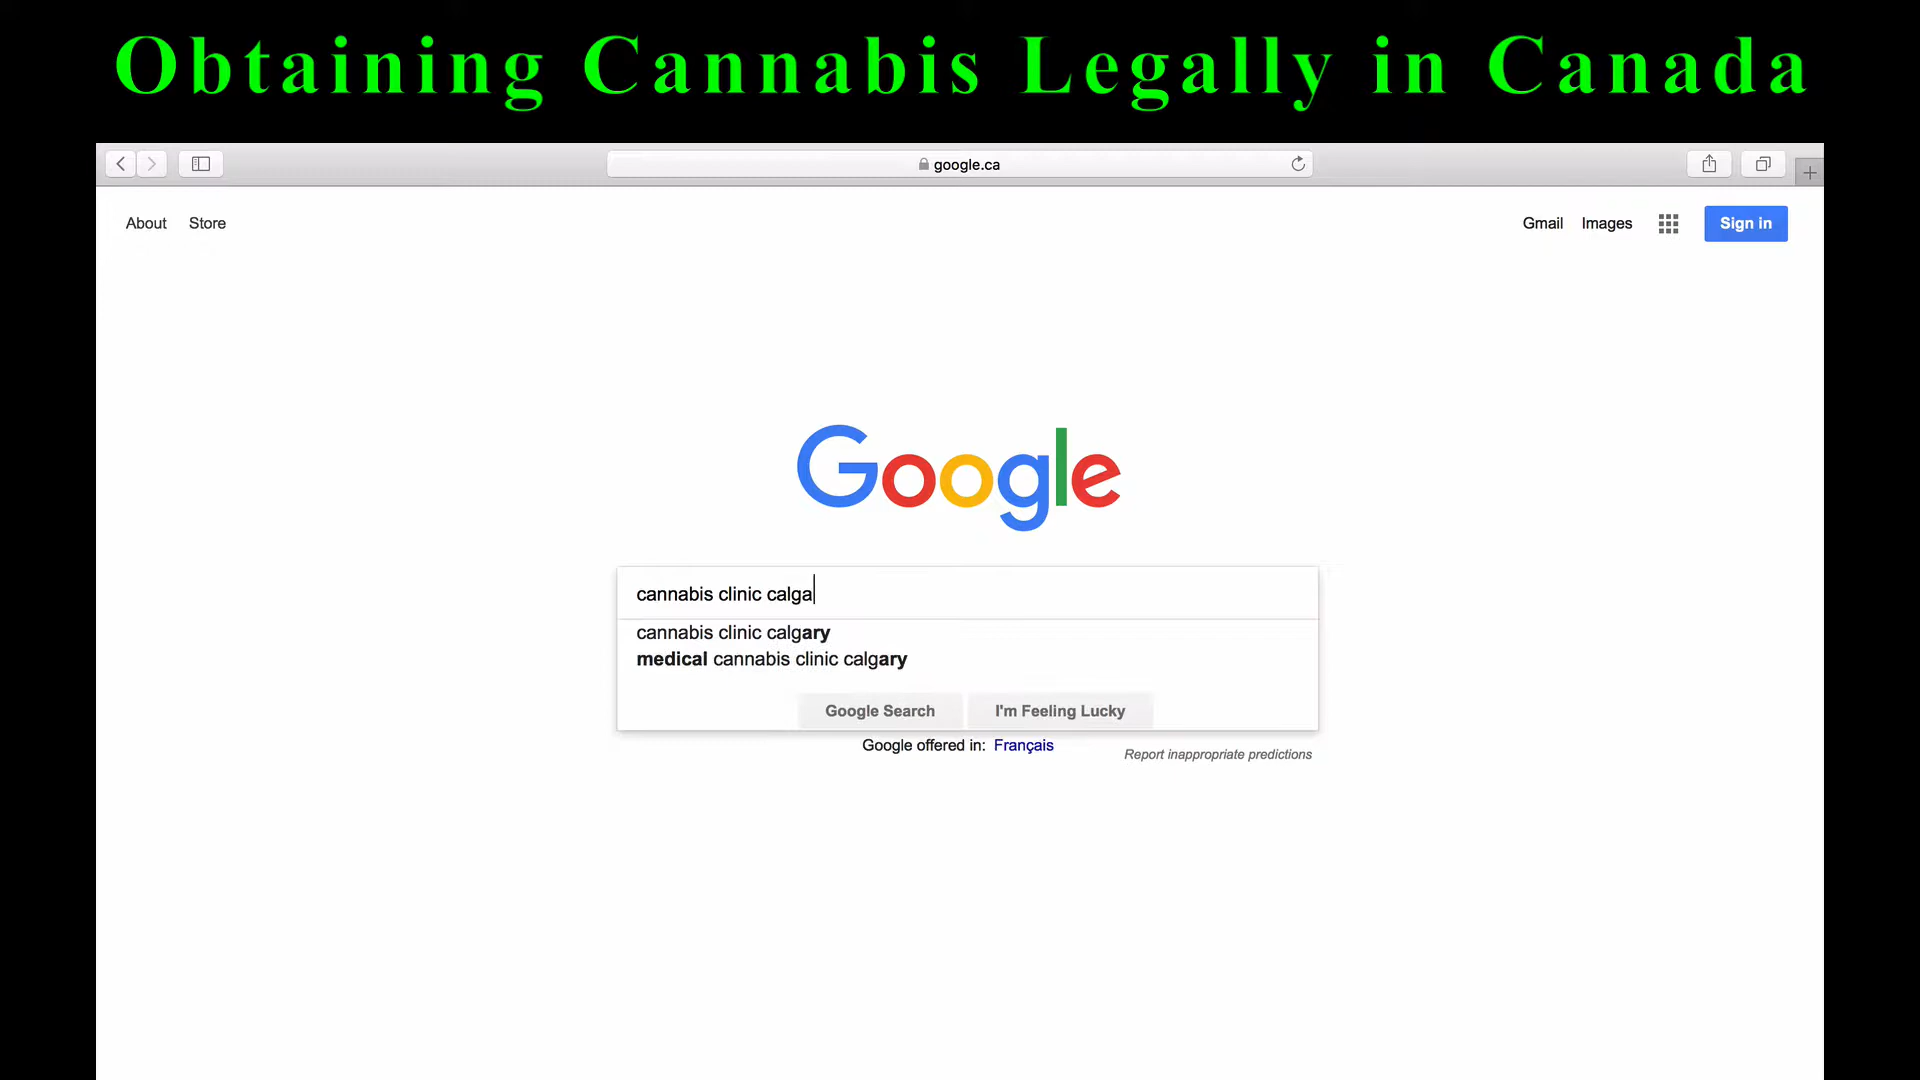 Obtaining Cannabis Legally in Canada
google.ca
About Store Gmail Images Sign in
Google
cannabis clinic calga
cannabis clinic calgary
medical cannabis clinic calgary
Google Search I'm Feeling Lucky
Google offered in: Français
Report inappropriate predictions